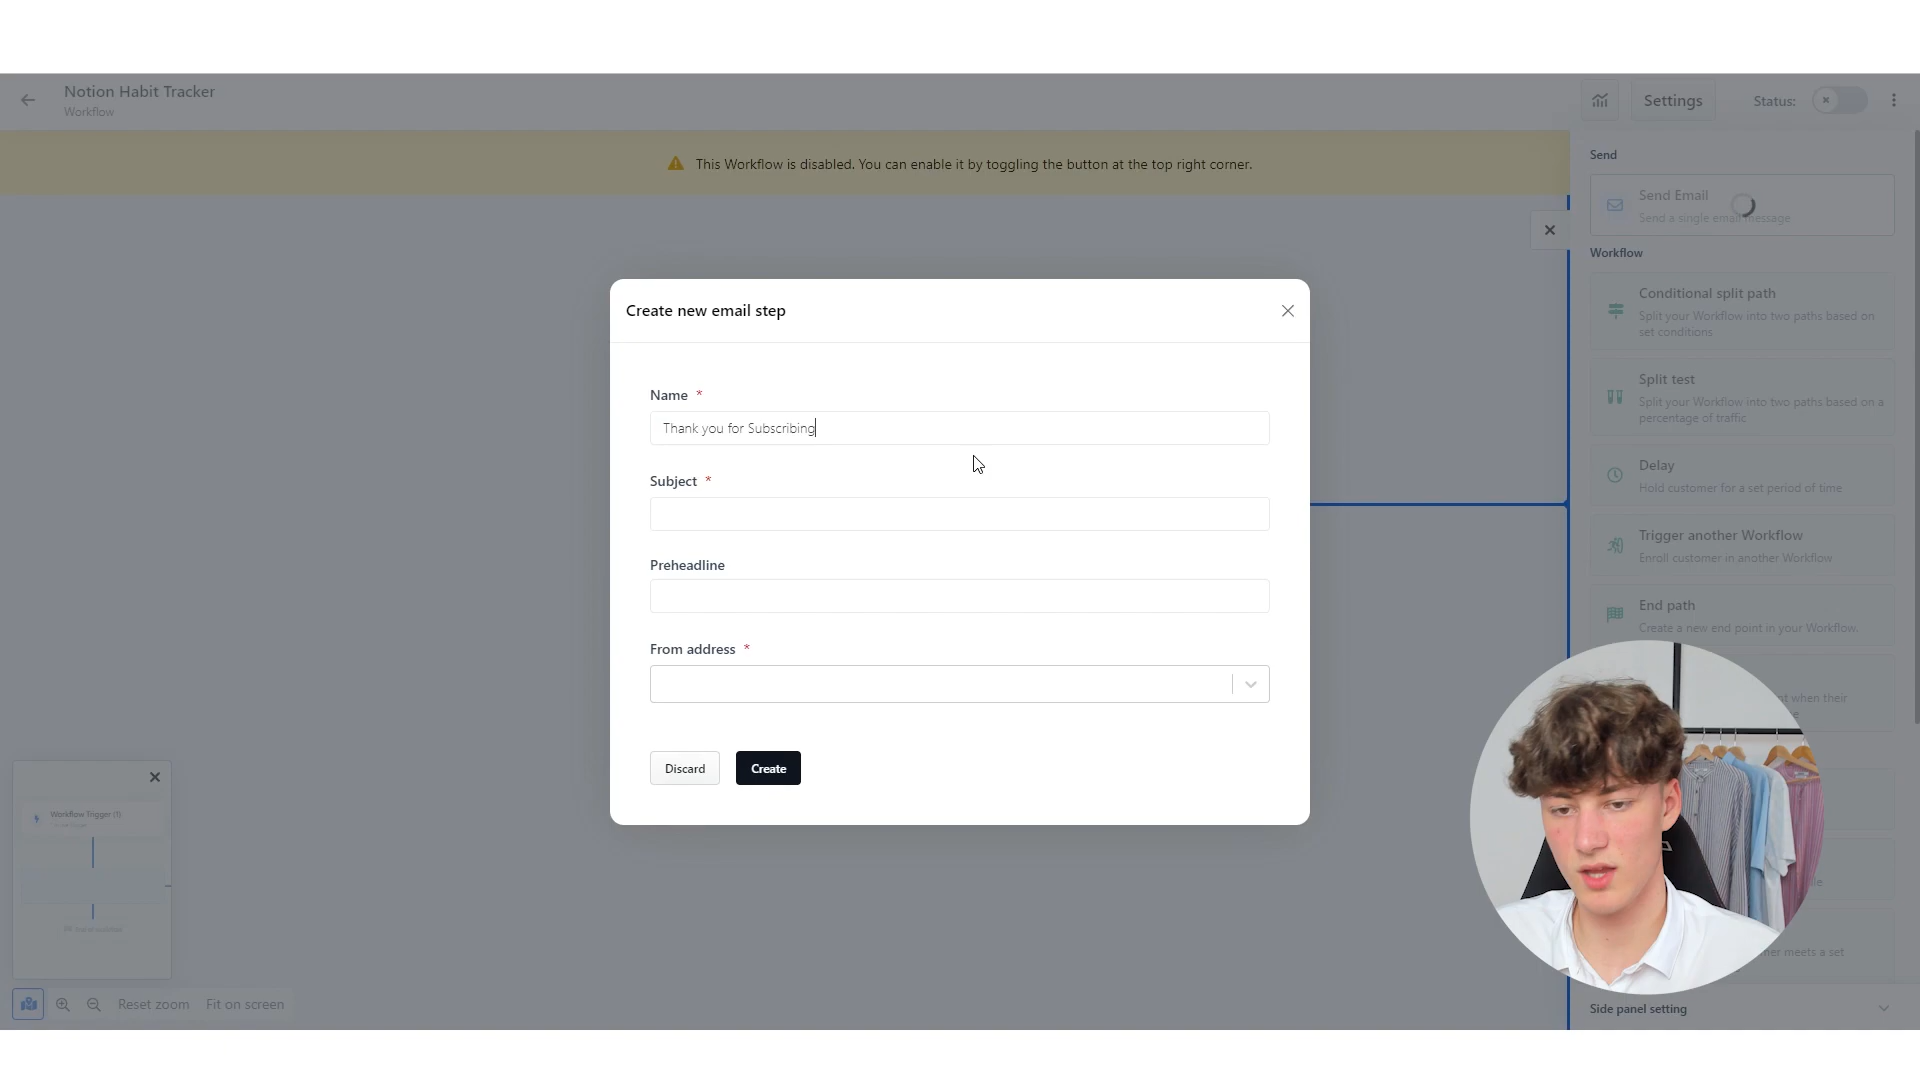 Notion Habit Tracker
Workflow
Settings
Status:
This Workflow is disabled. You can enable it by toggling the button at the top right corner.
Send
Send Email
Send a single email message
Workflow
Conditional split path
Split your Workflow into two paths based on
set conditions
Split test
Split your Workflow into two paths based on a
percentage of traffic
Delay
Hold customer for a set period of time
Trigger another Workflow
Enroll customer in another Workflow
End path
Create a new end point in your Workflow.
Create new email step
Name *
Thank you for Subscribing
Subject *
Preheadline
From address *
Discard
Create
Workflow Trigger (1)
Reset zoom
Fit on screen
Side panel setting